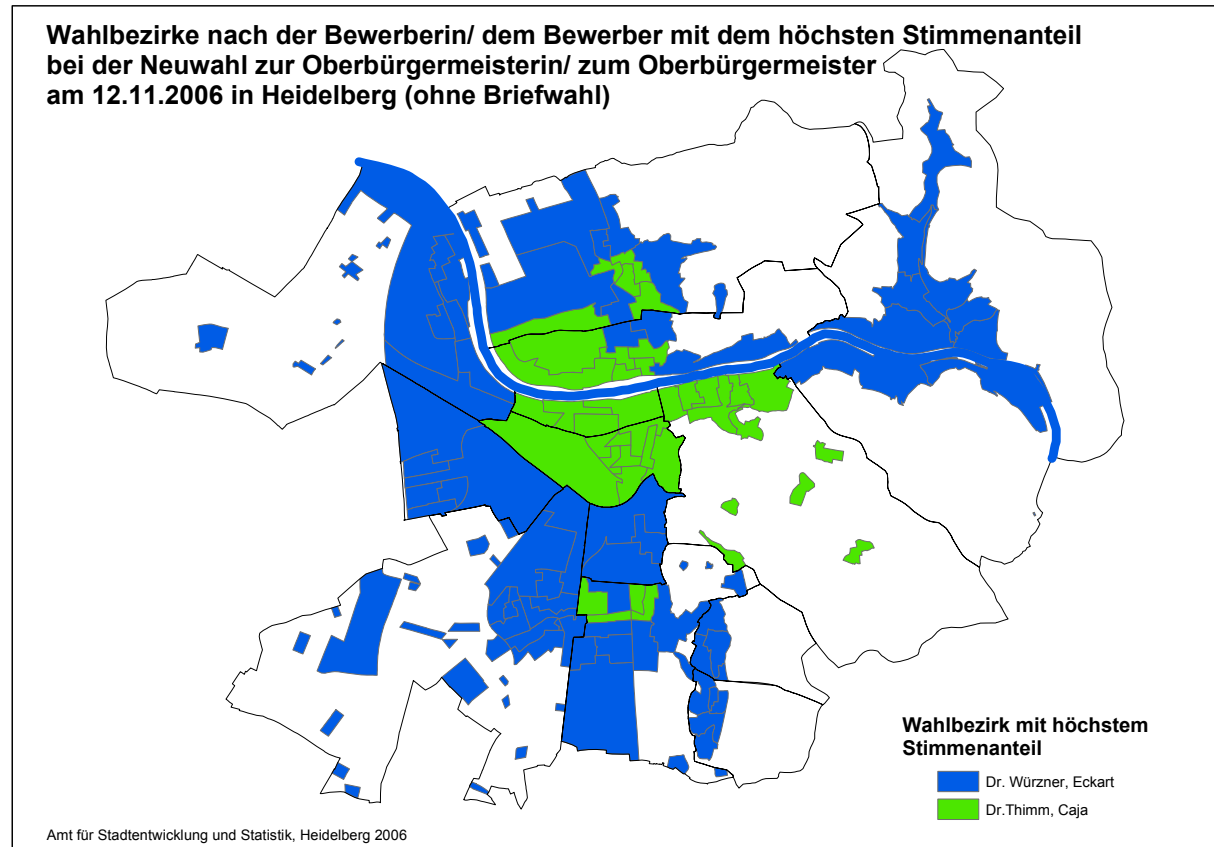 Wahlbezirke nach der Bewerberin/ dem Bewerber mit dem höchsten Stimmenanteil
bei der Neuwahl zur Oberbürgermeisterin/ zum Oberbürgermeister
am 12.11.2006 in Heidelberg (ohne Briefwahl)
Wahlbezirk mit höchstem
Stimmenanteil
Dr. Würzner, Eckart
Dr.Thimm, Caja
Amt für Stadtentwicklung und Statistik, Heidelberg 2006